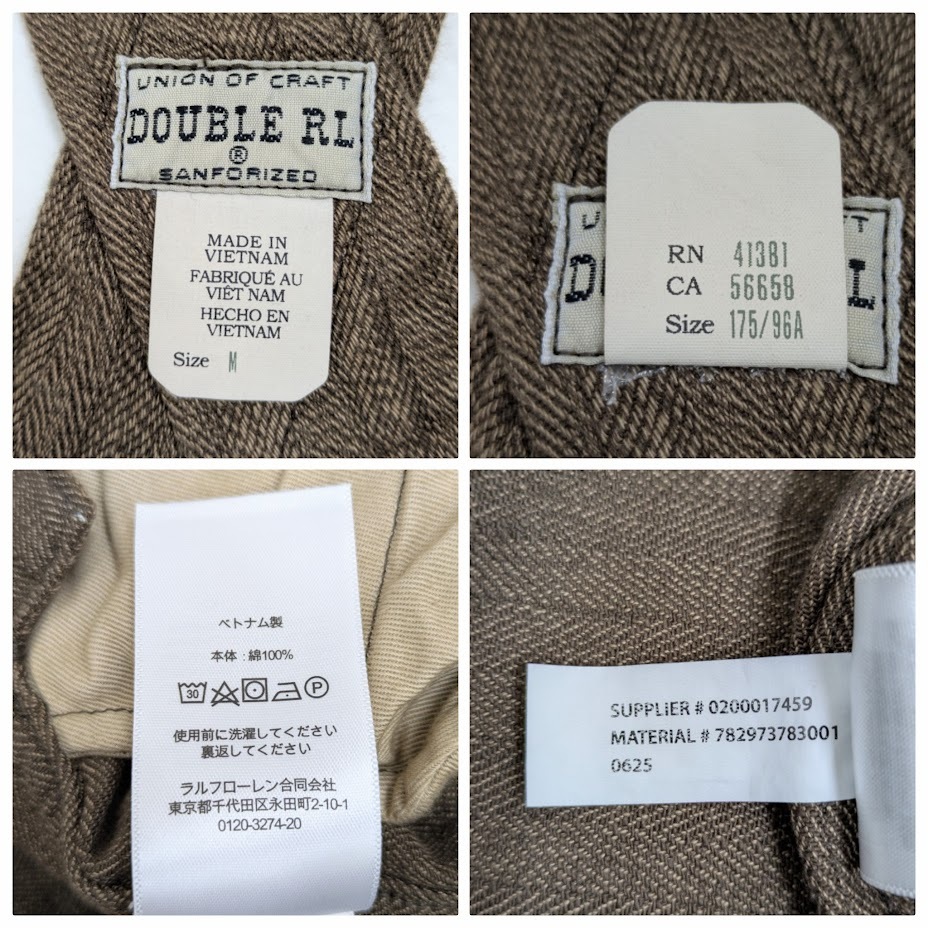 UNION OF CRAFT
DOUBLE RL
®
SANFORIZED
MADE IN
VIETNAM
FABRIQUÉ AU
VIÊT NAM
HECHO EN
VIETNAM
Size M
RN 41381
CA 56658
Size 175/96A
ベトナム製
本体 : 綿100%
30
P
使用前に洗濯してください
裏返してください
ラルフローレン合同会社
東京都千代田区永田町2-10-1
0120-3274-20
SUPPLIER # 0200017459
MATERIAL # 782973783001
0625